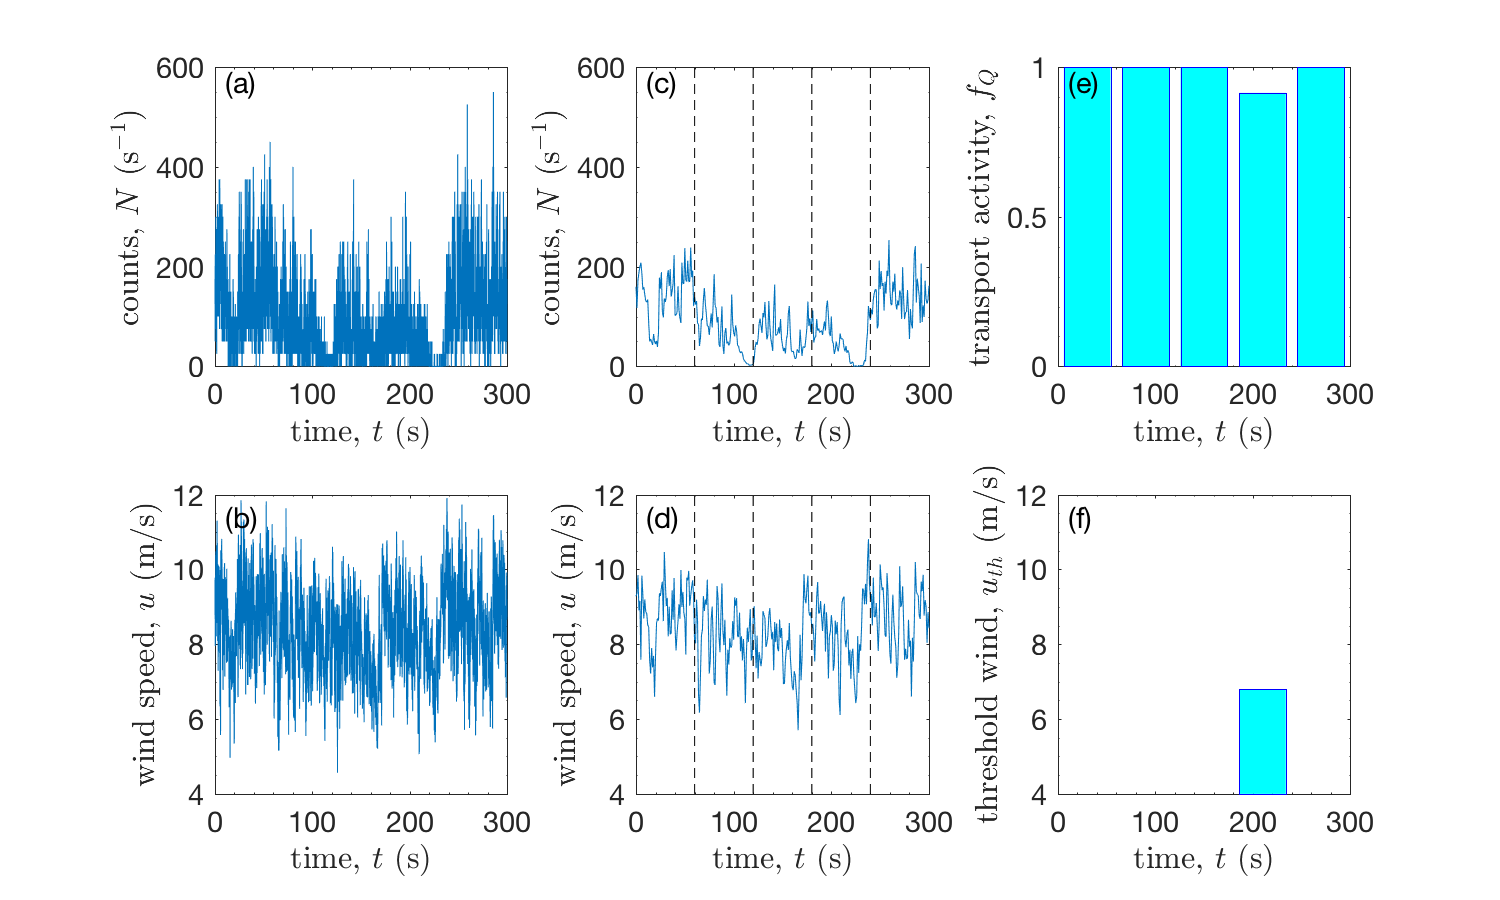 (a)
counts, N (s⁻¹)
600
400
200
0
0 100 200 300
time, t (s)
(c)
counts, N (s⁻¹)
600
400
200
0
0 100 200 300
time, t (s)
(e)
transport activity, f_Q
1
0.5
0
0 100 200 300
time, t (s)
(b)
wind speed, u (m/s)
12
10
8
6
4
0 100 200 300
time, t (s)
(d)
wind speed, u (m/s)
12
10
8
6
4
0 100 200 300
time, t (s)
(f)
threshold wind, u_th (m/s)
12
10
8
6
4
0 100 200 300
time, t (s)